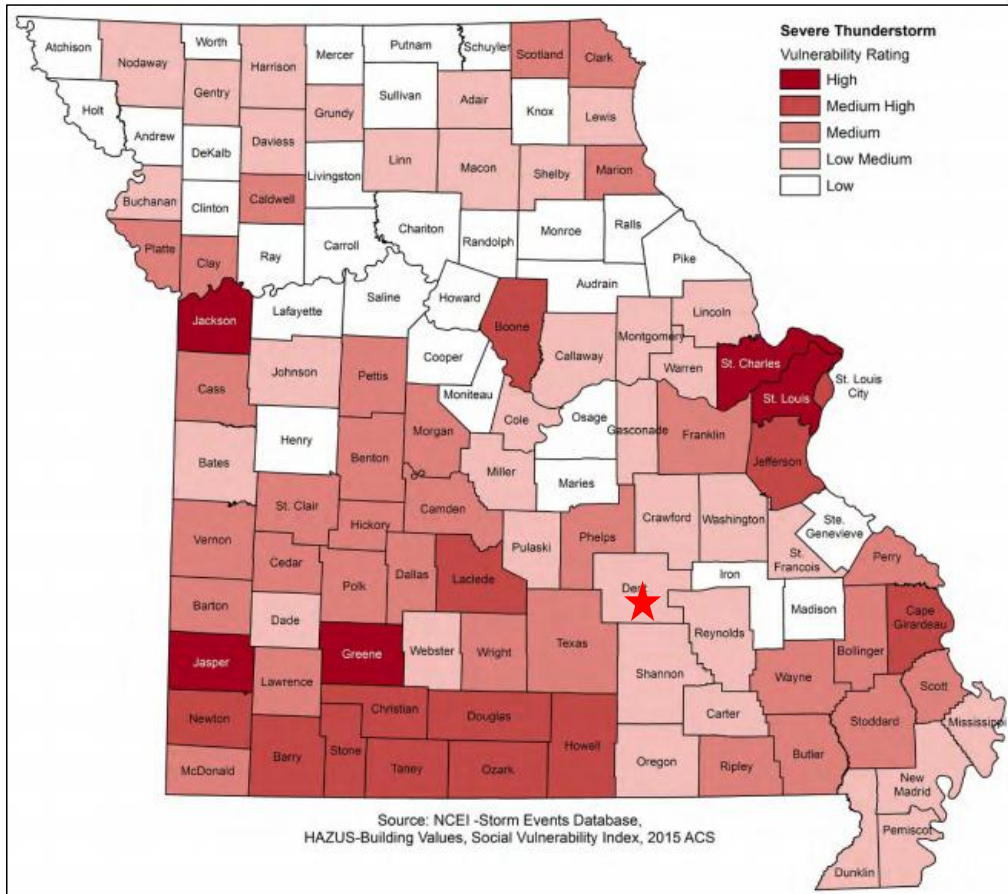 Severe Thunderstorm
Vulnerability Rating
High
Medium High
Medium
Low Medium
Low
Atchison
Nodaway
Worth
Harrison
Mercer
Putnam
Schuyler
Scotland
Clark
Gentry
Holt
Andrew
DeKalb
Daviess
Grundy
Sullivan
Adair
Knox
Lewis
Livingston
Linn
Macon
Shelby
Marion
Buchanan
Clinton
Caldwell
Chariton
Randolph
Monroe
Ralls
Platte
Clay
Ray
Carroll
Pike
Audrain
Jackson
Lafayette
Saline
Howard
Boone
Callaway
Montgomery
Lincoln
Warren
St. Charles
St. Louis
St. Louis
City
Cass
Johnson
Pettis
Cooper
Moniteau
Cole
Osage
Gasconade
Franklin
Jefferson
Henry
Morgan
Bates
Benton
Miller
Maries
St. Clair
Camden
Crawford
Washington
Ste.
Genevieve
St.
Francois
Perry
Vernon
Hickory
Pulaski
Phelps
Cedar
Polk
Dallas
Laclede
Iron
Madison
Cape
Girardeau
Barton
Dade
Reynolds
Bollinger
Jasper
Greene
Webster
Wright
Texas
Shannon
Wayne
Scott
Lawrence
Carter
Stoddard
Mississippi
Newton
Christian
Douglas
Howell
Barry
Stone
Taney
Ozark
Oregon
Ripley
Butler
McDonald
New
Madrid
Pemiscot
Dunklin
Source: NCEI -Storm Events Database,
HAZUS-Building Values, Social Vulnerability Index, 2015 ACS